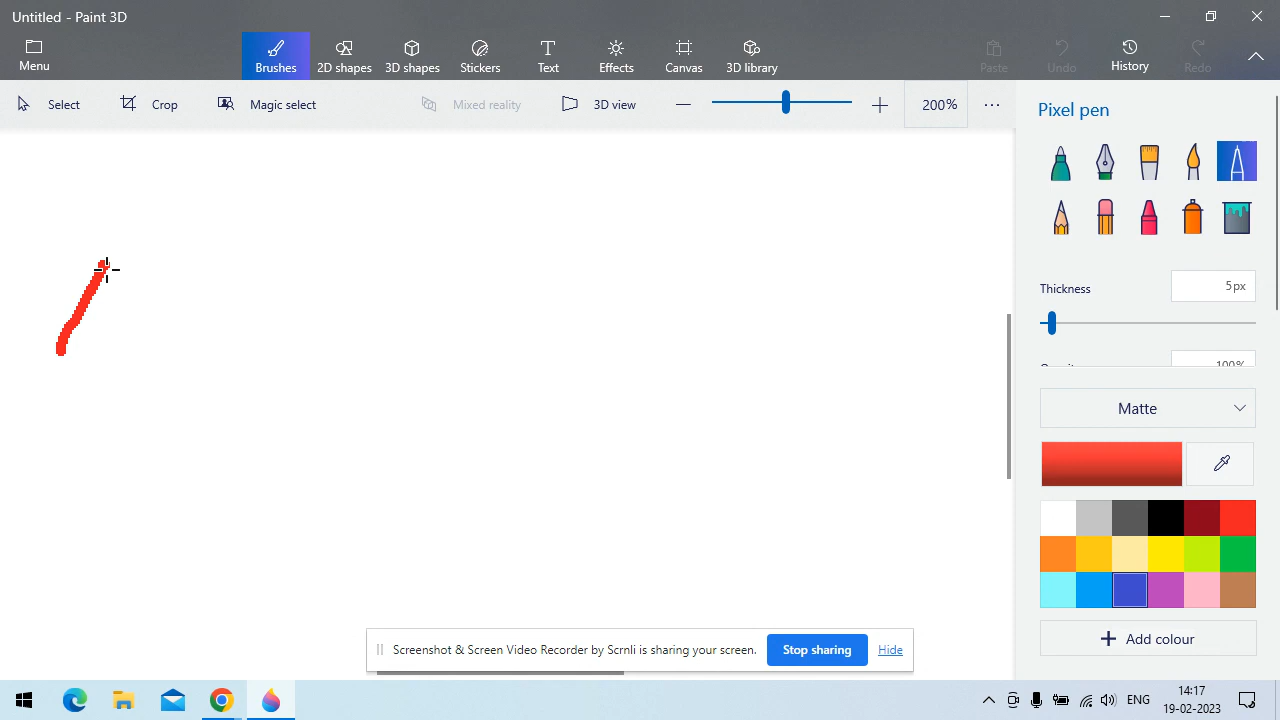 Untitled - Paint 3D
Menu
Brushes
2D shapes
3D shapes
Stickers
Text
Effects
Canvas
3D library
Paste
Undo
History
Redo
Select
Crop
Magic select
Mixed reality
3D view
200%
Pixel pen
Thickness
5px
100%
Matte
Add colour
Screenshot & Screen Video Recorder by Scrnli is sharing your screen.
Stop sharing
Hide
ENG
14:17
19-02-2023